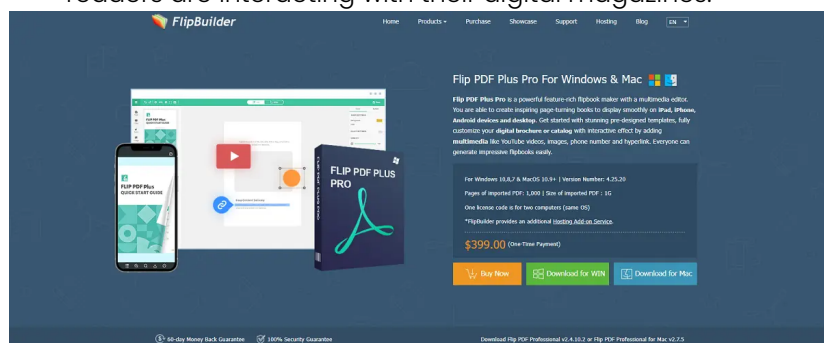 readers are interacting with their digital magazines.
FlipBuilder
Home Products Purchase Showcase Support Hosting Blog EN
Flip PDF Plus Pro For Windows & Mac
Flip PDF Plus Pro is a powerful feature-rich flipbook maker with a multimedia editor.
You are able to create inspiring page-turning books to display smoothly on iPad, iPhone,
Android devices and desktop. Get started with stunning pre-designed templates, fully
customize your digital brochure or catalog with interactive effect by adding
multimedia like YouTube videos, images, phone number and hyperlink. Everyone can
generate impressive flipbooks easily.
FLIP PDF Plus
QUICK START GUIDE
FLIP PDF PLUS
PRO
FLIP PDF PLUS PRO
For Windows 10,8,7 & MacOS 10.9+ | Version Number: 4.25.20
Pages of imported PDF: 1,000 | Size of imported PDF : 1G
One license code is for two computers (same OS)
*FlipBuilder provides an additional Hosting Add-on Service.
$399.00 (One-Time Payment)
Buy Now
Download for WIN
Download for Mac
60-day Money Back Guarantee 100% Security Guarantee
Download Flip PDF Professional v2.4.10.2 or Flip PDF Professional for Mac v2.7.5